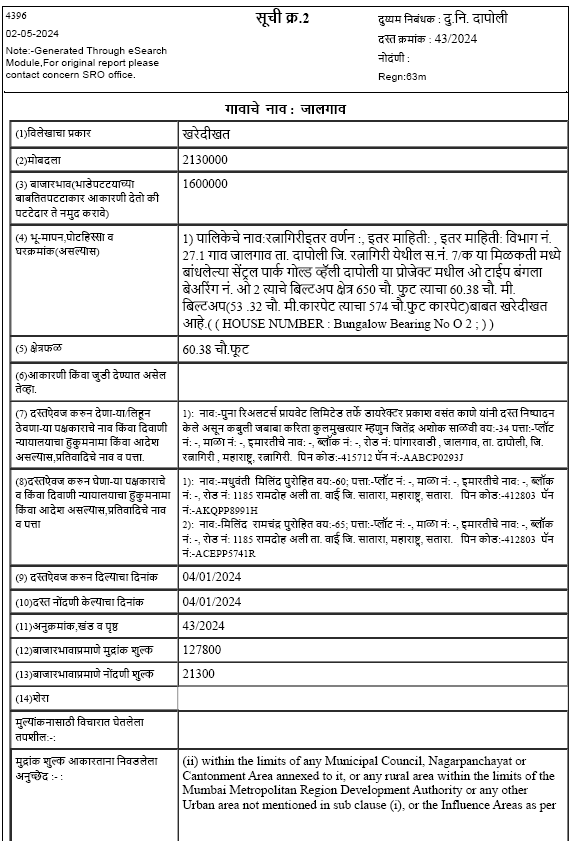 4396
02-05-2024
Note:-Generated Through eSearch
Module,For original report please
contact concern SRO office.
सूची क्र.2
दुय्यम निबंधक : दु.नि. दापोली
दस्त क्रमांक : 43/2024
नोदंणी :
Regn:63m
गावाचे नाव : जालगाव
(1)विलेखाचा प्रकार
खरेदीखत
(2)मोबदला
2130000
(3) बाजारभाव(भाडेपटटयाच्या
बाबतितपटटाकार आकारणी देतो की
पटटेदार ते नमुद करावे)
1600000
(4) भू-मापन,पोटहिस्सा व
घरक्रमांक(असल्यास)
1) पालिकेचे नाव:रत्नागिरीइतर वर्णन :, इतर माहिती: , इतर माहिती: विभाग नं.
27.1 गाव जालगाव ता. दापोली जि. रत्नागिरी येथील स.नं. 7/क या मिळकती मध्ये
बांधलेल्या सेंट्रल पार्क गोल्ड व्हॅली दापोली या प्रोजेक्ट मधील ओ टाईप बंगला
बेअरिंग नं. ओ 2 त्याचे बिल्टअप क्षेत्र 650 चौ. फुट त्याचा 60.38 चौ. मी.
बिल्टअप(53 .32 चौ. मी.कारपेट त्याचा 574 चौ.फुट कारपेट)बाबत खरेदीखत
आहे.( ( HOUSE NUMBER : Bungalow Bearing No O 2 ; ) )
(5) क्षेत्रफळ
60.38 चौ.फूट
(6)आकारणी किंवा जुडी देण्यात असेल
तेव्हा.
(7) दस्तऐवज करुन देणा-या/लिहून
ठेवणा-या पक्षकाराचे नाव किंवा दिवाणी
न्यायालयाचा हुकुमनामा किंवा आदेश
असल्यास,प्रतिवादिचे नाव व पत्ता.
1): नाव:-पुना रिअलटर्स प्रायवेट लिमिटेड तर्फे डायरेक्टर प्रकाश वसंत काणे यांनी दस्त निष्पादन
केले असून कबुली जबाबा करिता कुलमुखत्यार म्हणुन जितेंद्र अशोक साळवी वय:-34 पत्ता:-प्लॉट
नं: -, माळा नं: -, इमारतीचे नाव: -, ब्लॉक नं: -, रोड नं: पांगारवाडी , जालगाव, ता. दापोली, जि.
रत्नागिरी , महाराष्ट्र, रत्नागिरी. पिन कोड:-415712 पॅन नं:-AABCP0293J
(8)दस्तऐवज करुन घेणा-या पक्षकाराचे
व किंवा दिवाणी न्यायालयाचा हुकुमनामा
किंवा आदेश असल्यास,प्रतिवादिचे नाव
व पत्ता
1): नाव:-मधुवंती मिलिंद पुरोहित वय:-60; पत्ता:-प्लॉट नं: -, माळा नं: -, इमारतीचे नाव: -, ब्लॉक
नं: -, रोड नं: 1185 रामदोह अली ता. वाई जि. सातारा, महाराष्ट्र, सतारा. पिन कोड:-412803 पॅन
नं:-AKQPP8991H
2): नाव:-मिलिंद रामचंद्र पुरोहित वय:-65; पत्ता:-प्लॉट नं: -, माळा नं: -, इमारतीचे नाव: -, ब्लॉक
नं: -, रोड नं: 1185 रामदोह अली ता. वाई जि. सातारा, महाराष्ट्र, सतारा. पिन कोड:-412803 पॅन
नं:-ACEPP5741R
(9) दस्तऐवज करुन दिल्याचा दिनांक
04/01/2024
(10)दस्त नोंदणी केल्याचा दिनांक
04/01/2024
(11)अनुक्रमांक,खंड व पृष्ठ
43/2024
(12)बाजारभावाप्रमाणे मुद्रांक शुल्क
127800
(13)बाजारभावाप्रमाणे नोंदणी शुल्क
21300
(14)शेरा
मुल्यांकनासाठी विचारात घेतलेला
तपशील:-:
मुद्रांक शुल्क आकारताना निवडलेला
अनुच्छेद :- :
(ii) within the limits of any Municipal Council, Nagarpanchayat or
Cantonment Area annexed to it, or any rural area within the limits of the
Mumbai Metropolitan Region Development Authority or any other
Urban area not mentioned in sub clause (i), or the Influence Areas as per